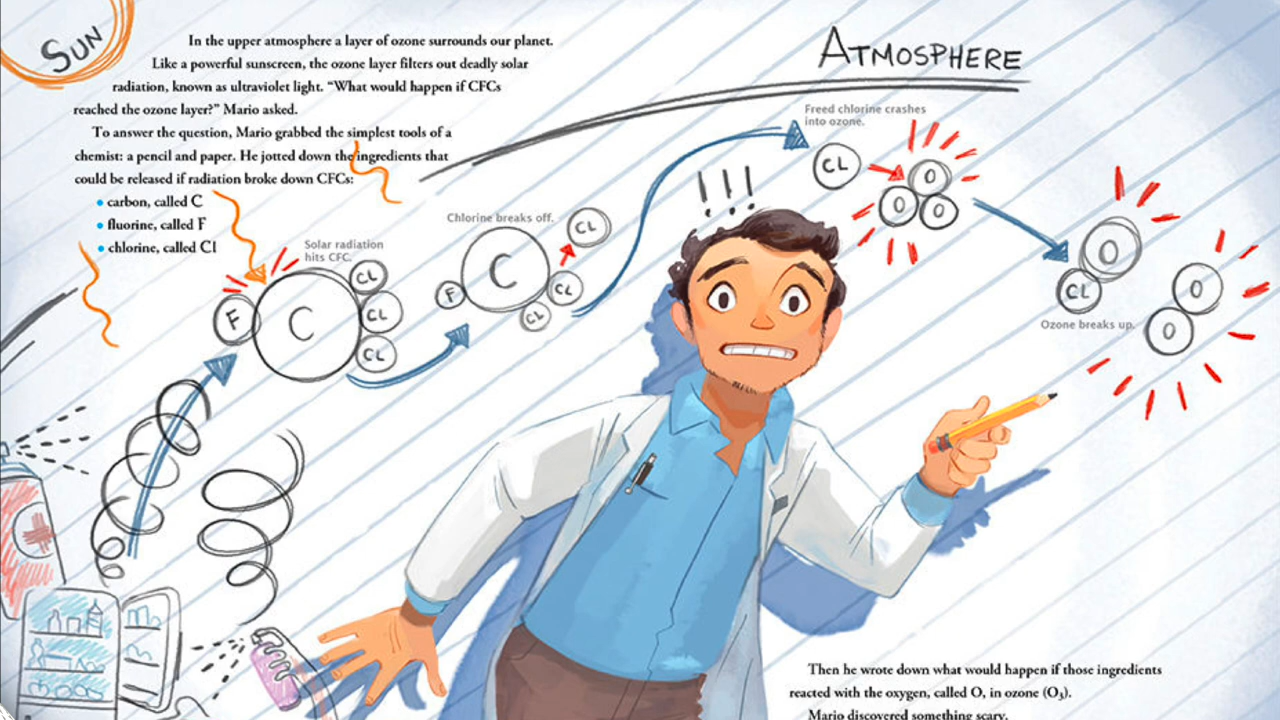 SUN
In the upper atmosphere a layer of ozone surrounds our planet.
Like a powerful sunscreen, the ozone layer filters out deadly solar
radiation, known as ultraviolet light. “What would happen if CFCs
reached the ozone layer?” Mario asked.
To answer the question, Mario grabbed the simplest tools of a
chemist: a pencil and paper. He jotted down the ingredients that
could be released if radiation broke down CFCs:
• carbon, called C
• fluorine, called F
• chlorine, called Cl
ATMOSPHERE
Solar radiation
hits CFC.
F
C
CL
CL
CL
Chlorine breaks off.
F
C
CL
CL
CL
!!!
Freed chlorine crashes
into ozone.
CL
O
O
O
O
CL
Ozone breaks up.
O
O
Then he wrote down what would happen if those ingredients
reacted with the oxygen, called O, in ozone (O₃).
Mario discovered something scary.